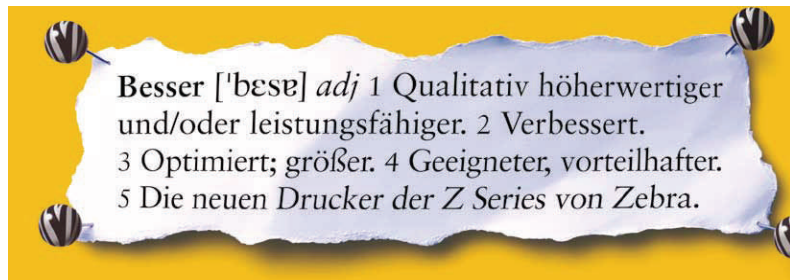 Besser ['bɛsɐ] adj 1 Qualitativ höherwertiger
und/oder leistungsfähiger. 2 Verbessert.
3 Optimiert; größer. 4 Geeigneter, vorteilhafter.
5 Die neuen Drucker der Z Series von Zebra.